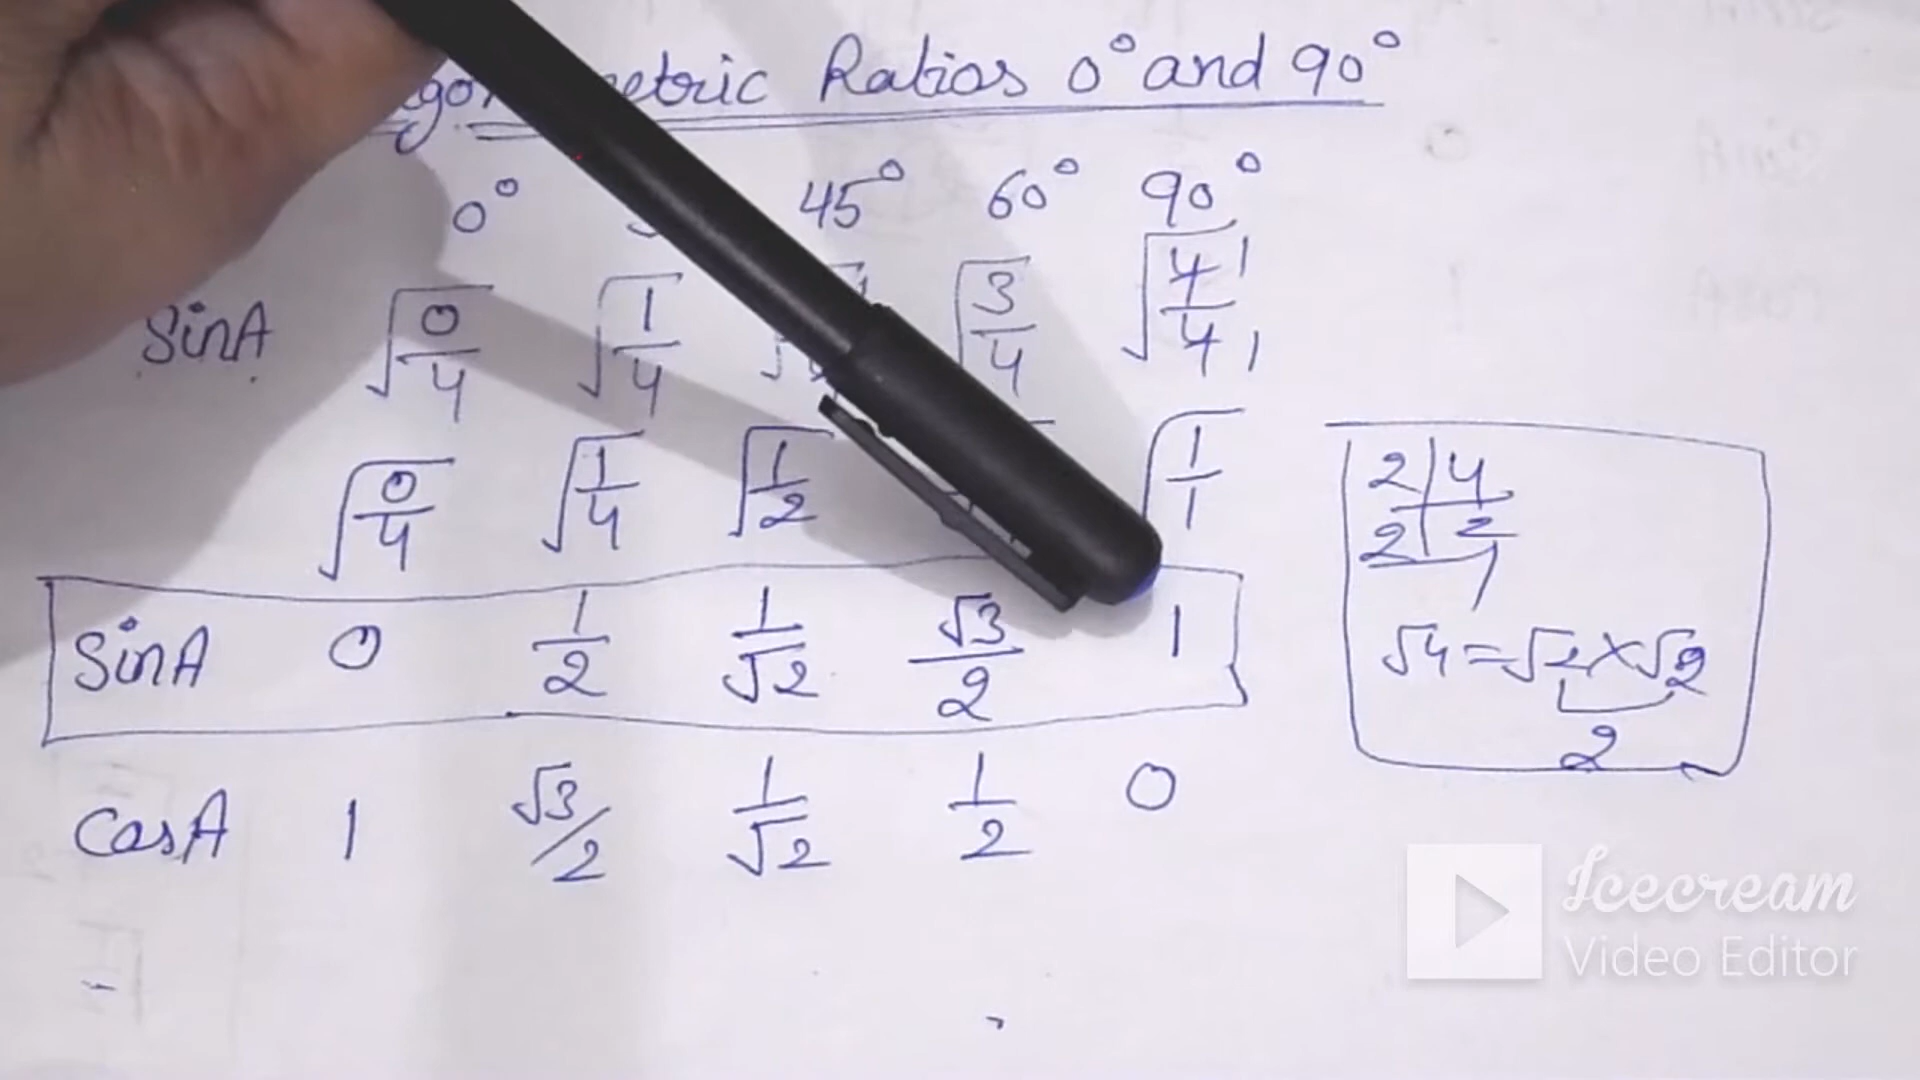 Ratios 0° and 90°
0° 45° 60° 90°
SinA √0/4 √1/4 √3/4 √4/4 1 1
√0/4 √1/4 √1/2 √1/1
SinA 0 1/2 1/√2 √3/2 1
CosA 1 √3/2 1/√2 1/2 0
2 4
2 2
1
√4=√2×√2
2
Icecream
Video Editor